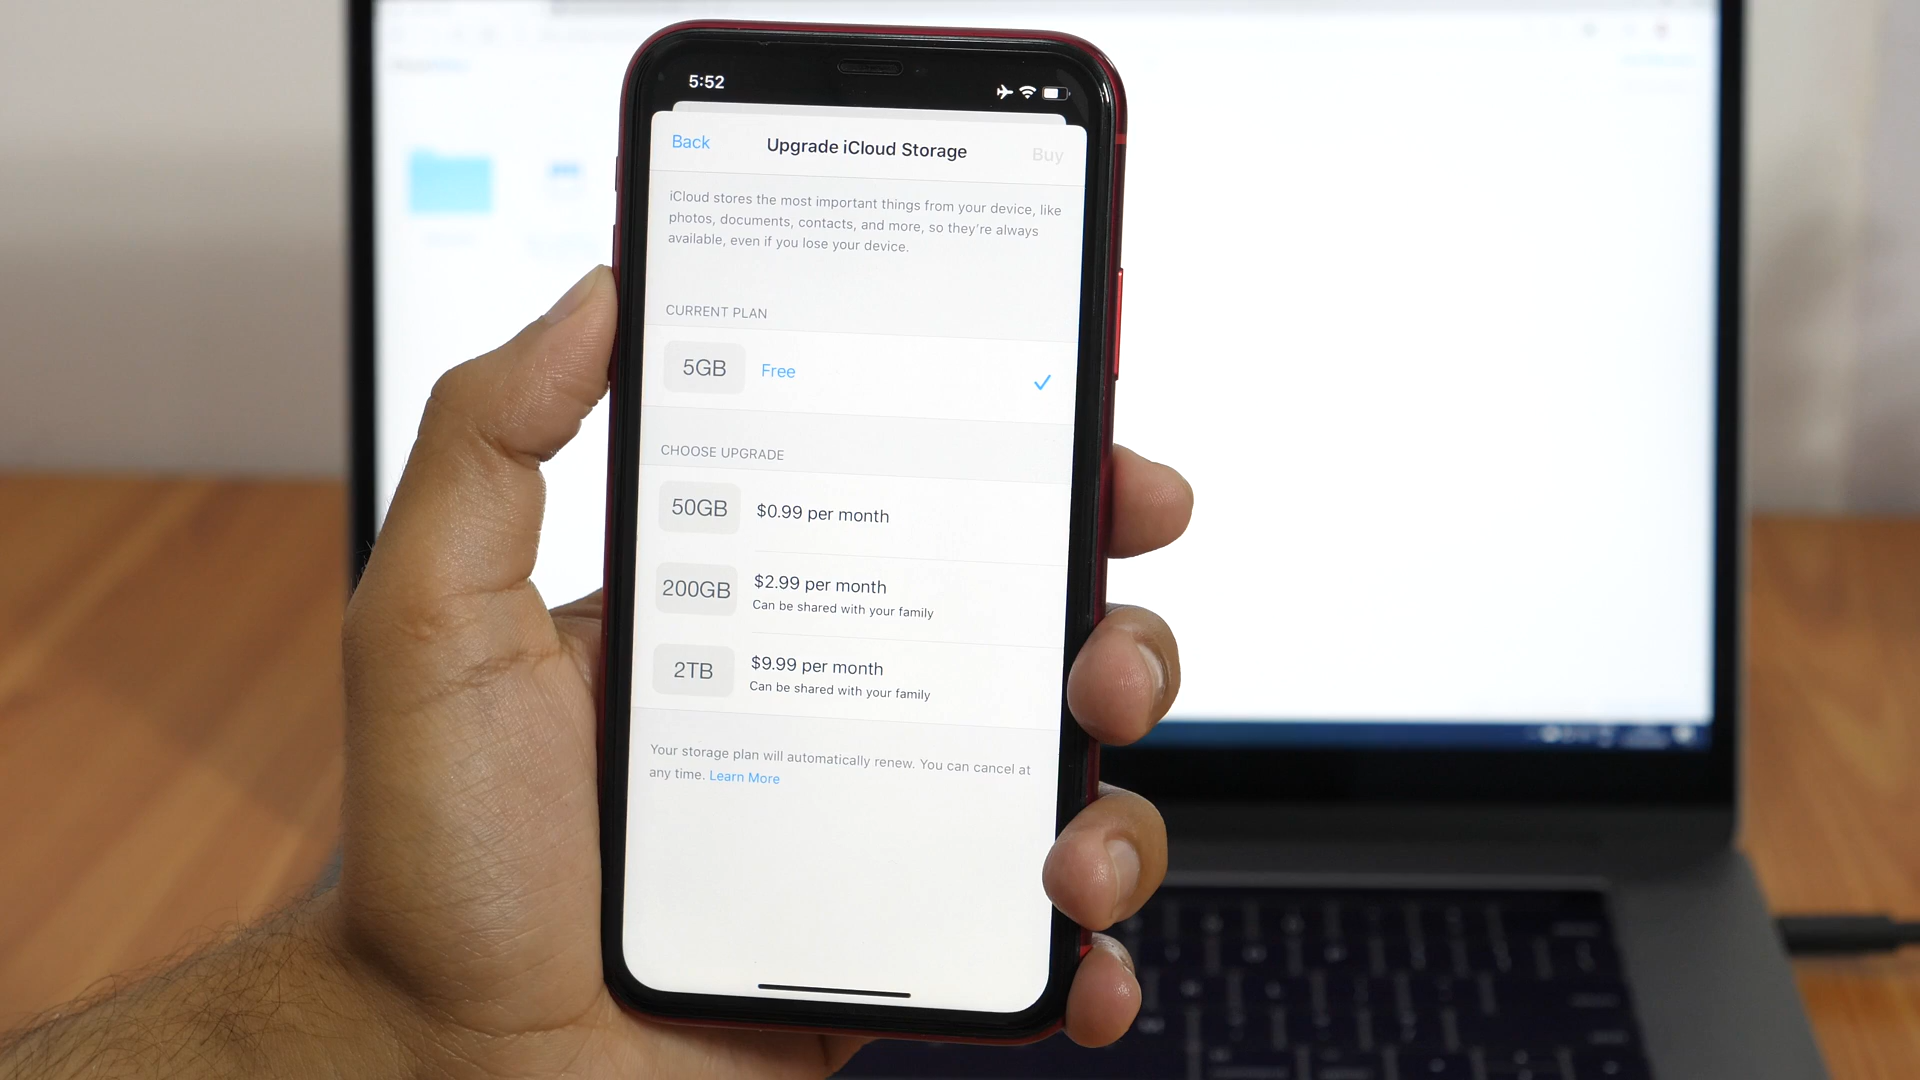 5:52
Back Upgrade iCloud Storage Buy
iCloud stores the most important things from your device, like
photos, documents, contacts, and more, so they're always
available, even if you lose your device.
CURRENT PLAN
5GB Free
CHOOSE UPGRADE
50GB $0.99 per month
200GB $2.99 per month
Can be shared with your family
2TB $9.99 per month
Can be shared with your family
Your storage plan will automatically renew. You can cancel at
any time. Learn More